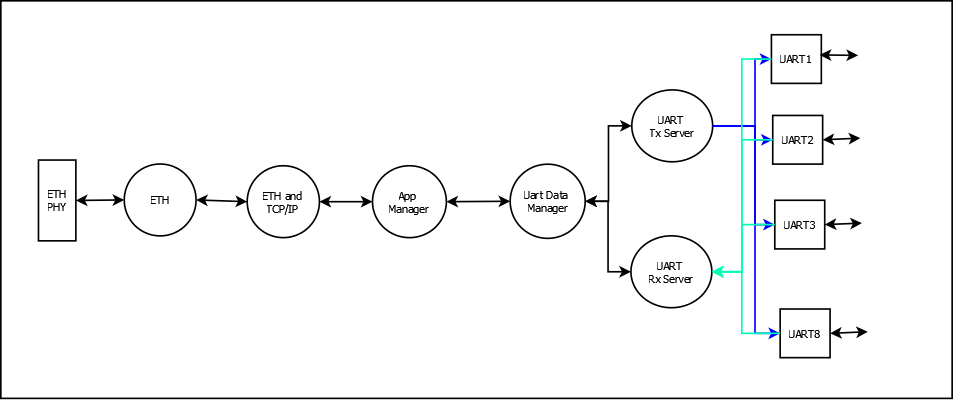 ETH
PHY
ETH
ETH and
TCP/IP
App
Manager
Uart Data
Manager
UART
Tx Server
UART
Rx Server
UART1
UART2
UART3
UART8